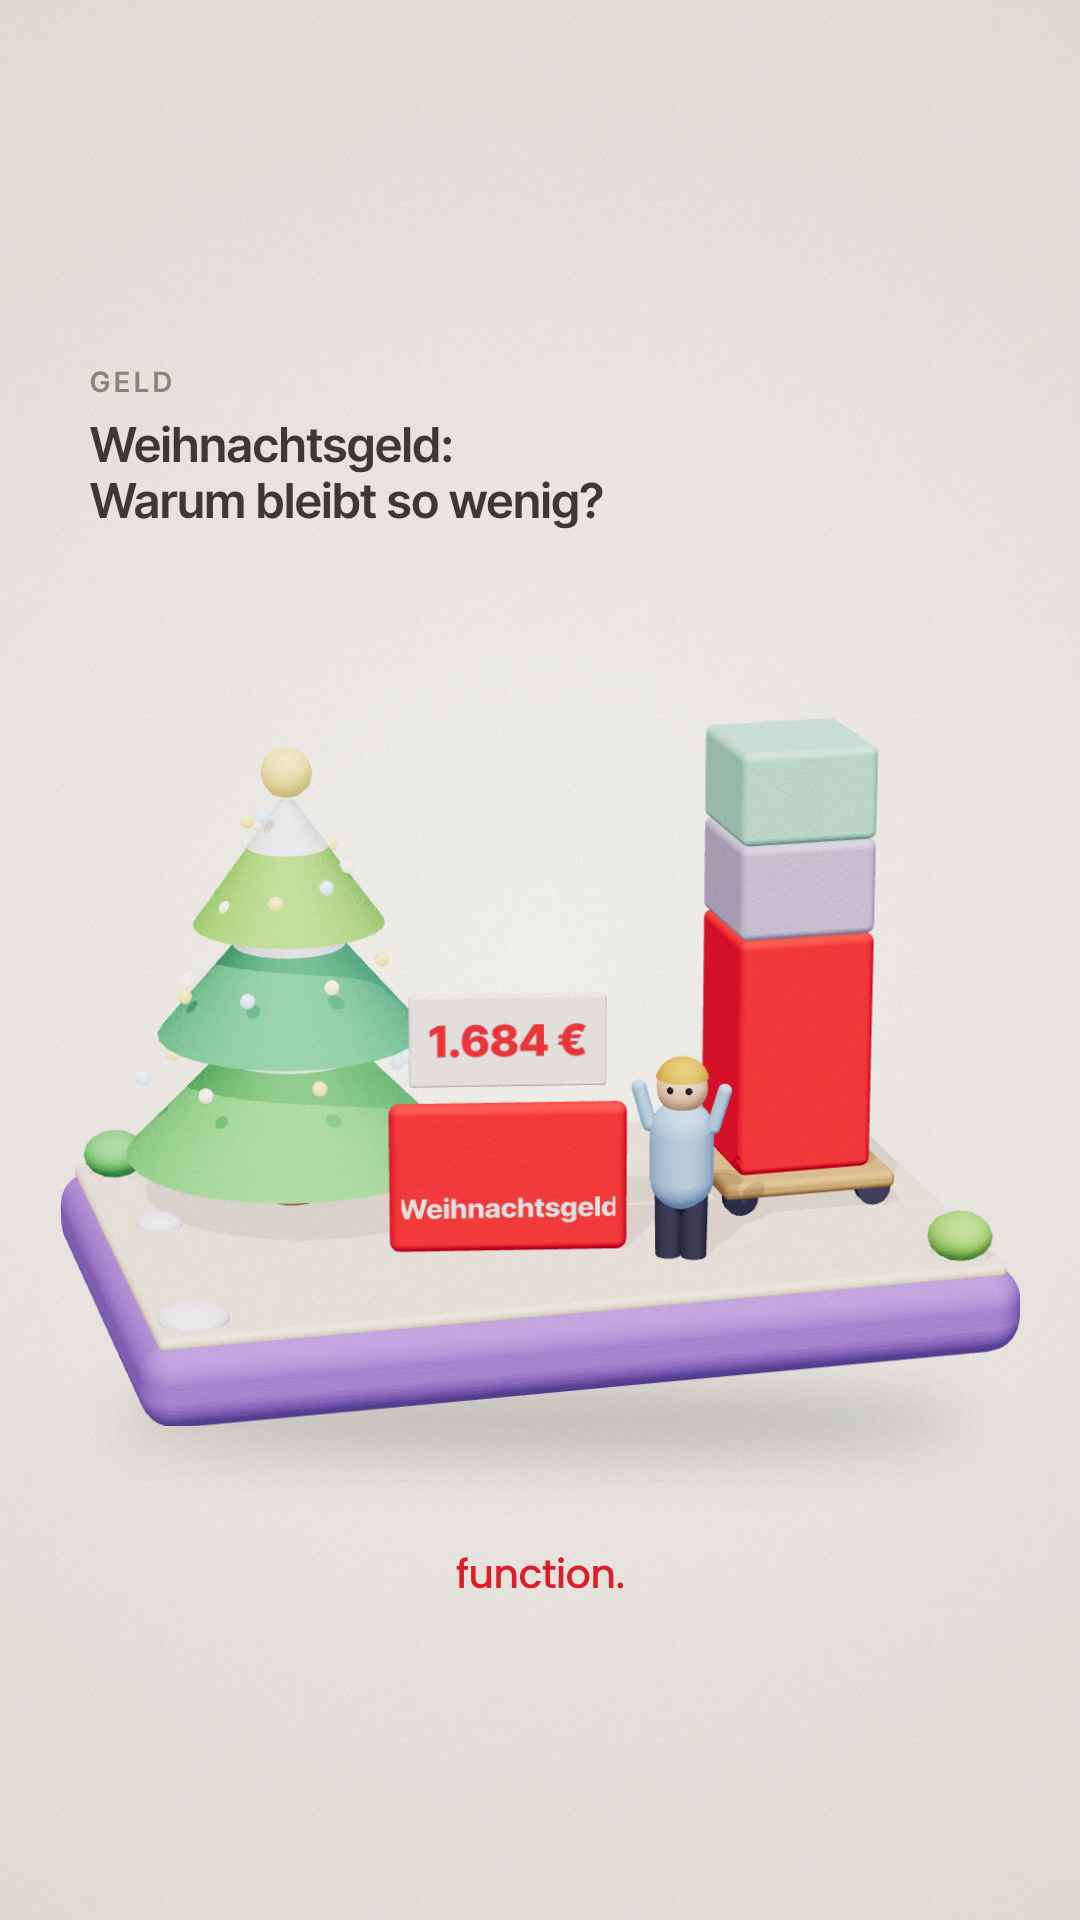 GELD
Weihnachtsgeld:
Warum bleibt so wenig?
1.684 €
Weihnachtsgeld
function.